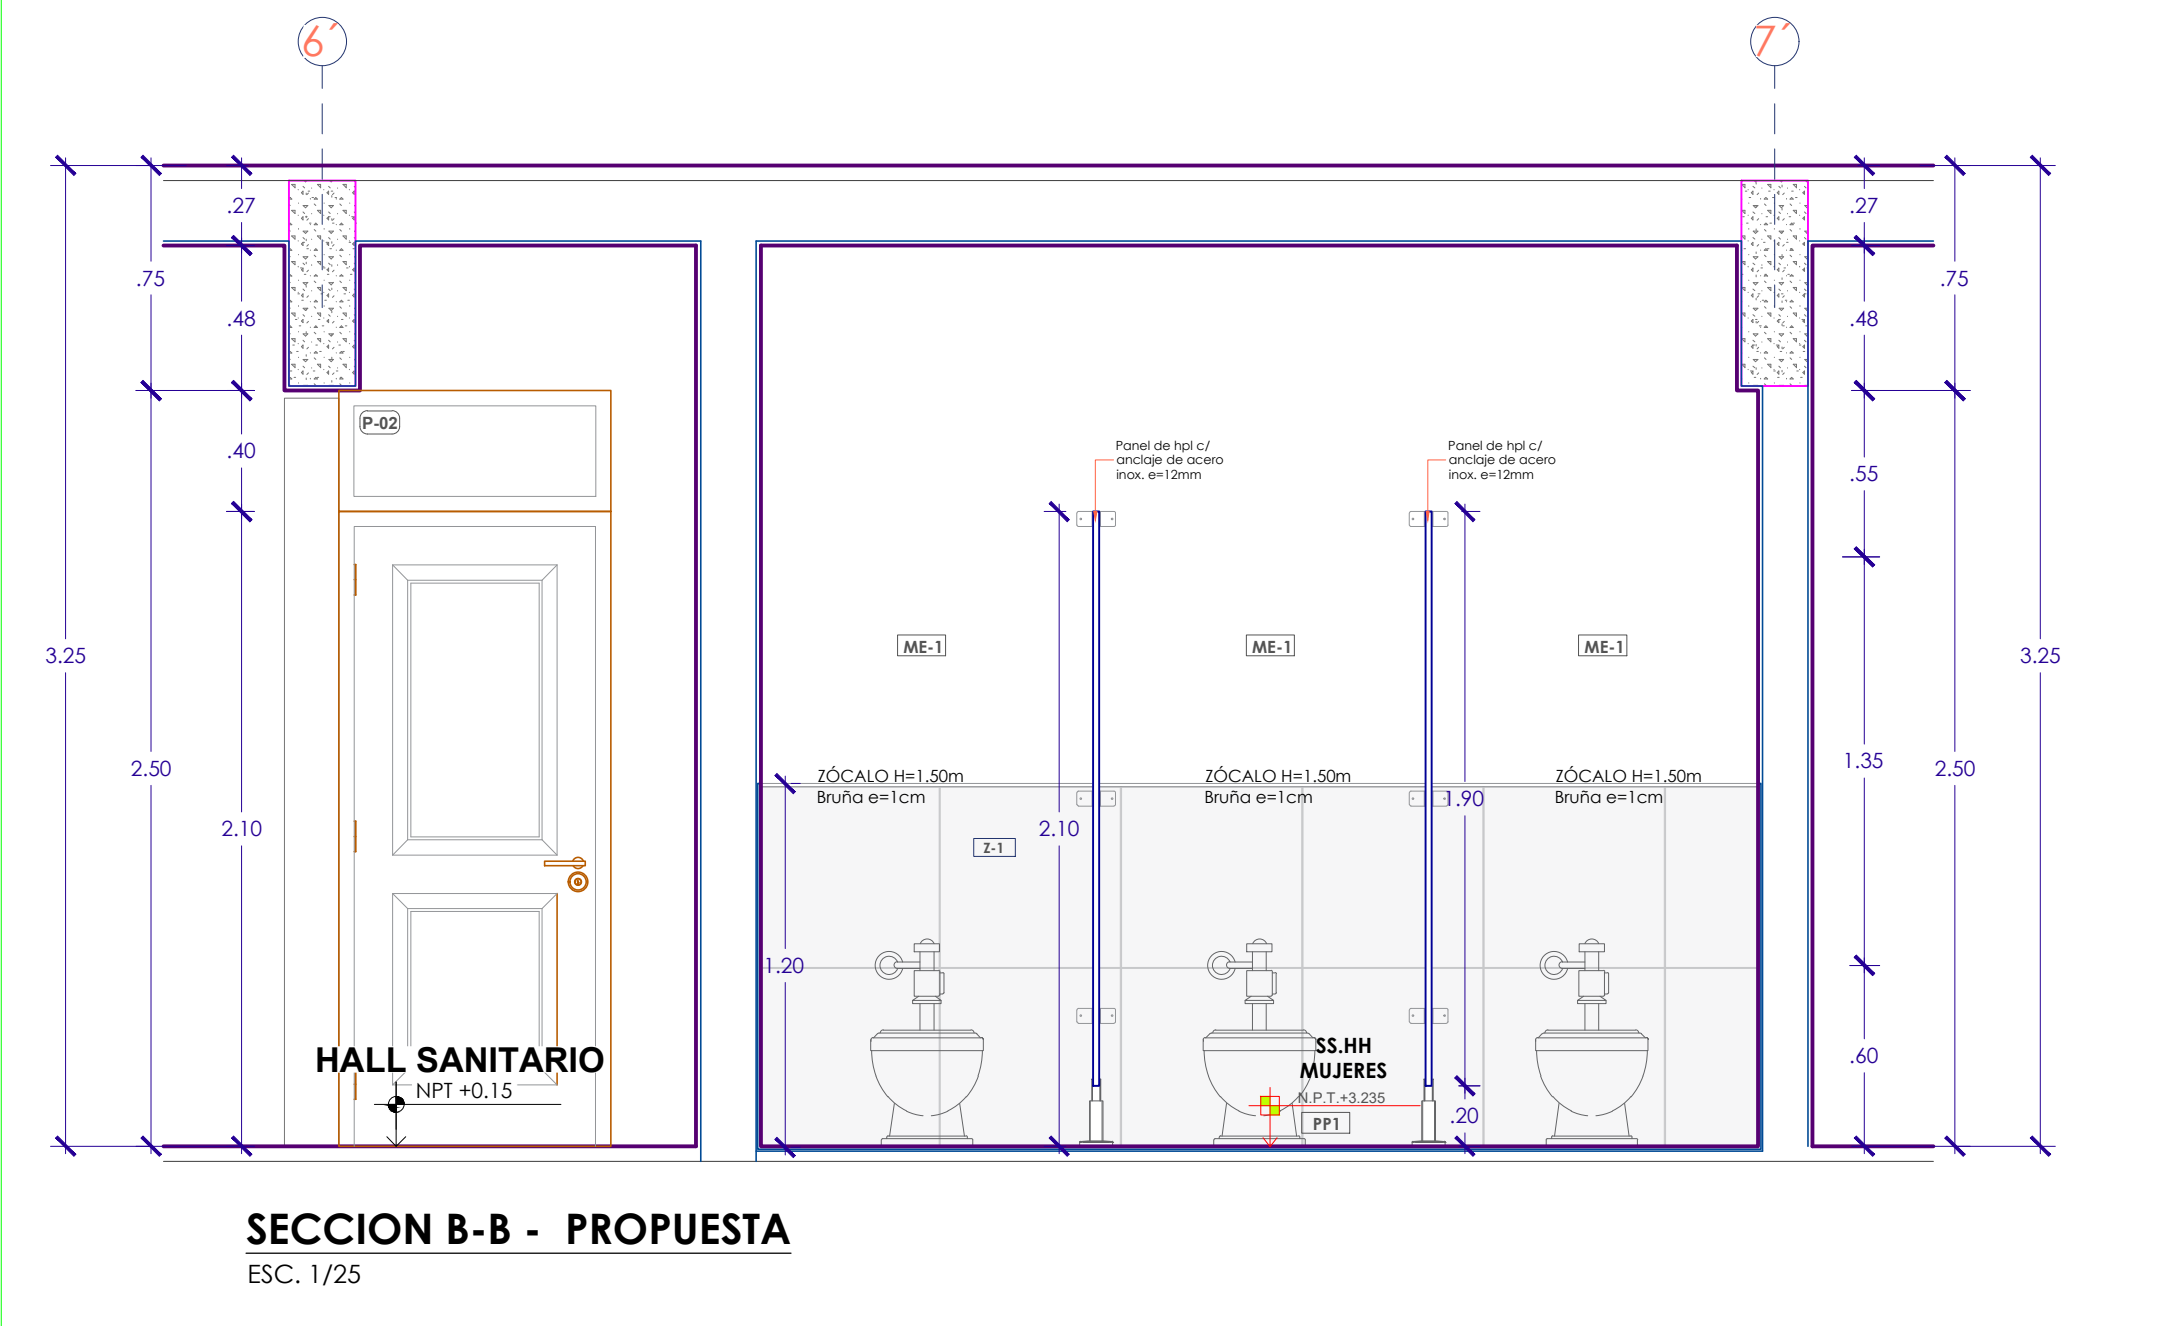 6´
7´
.27
.27
.75
.75
.48
.48
P-02
.40
Panel de hpl c/
anclaje de acero
inox. e=12mm
Panel de hpl c/
anclaje de acero
inox. e=12mm
.55
ME-1
ME-1
ME-1
3.25
3.25
2.50
1.35
2.50
ZÓCALO H=1.50m
Bruña e=1cm
ZÓCALO H=1.50m
Bruña e=1cm
ZÓCALO H=1.50m
Bruña e=1cm
1.90
2.10
2.10
Z-1
1.20
HALL SANITARIO
NPT +0.15
SS.HH
MUJERES
N.P.T.+3.235
PP1
.20
.60
SECCION B-B - PROPUESTA
ESC. 1/25